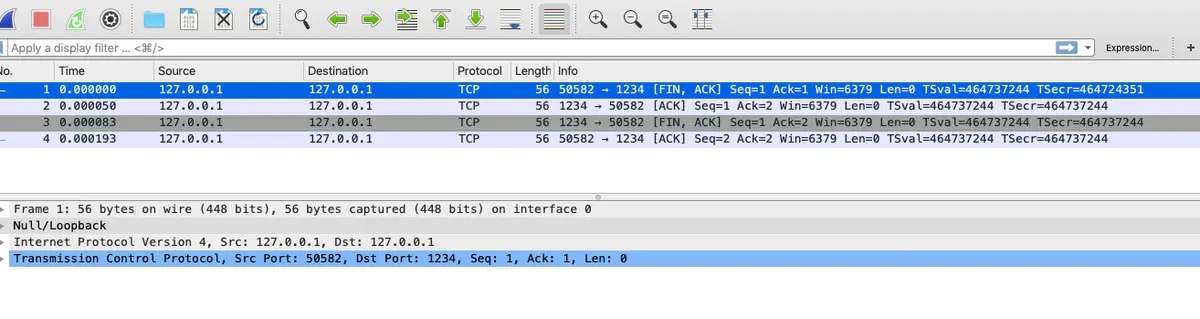 Apply a display filter … <⌘/>
Expression…
+
No. Time Source Destination Protocol Length Info
1 0.000000 127.0.0.1 127.0.0.1 TCP 56 50582 → 1234 [FIN, ACK] Seq=1 Ack=1 Win=6379 Len=0 TSval=464737244 TSecr=464724351
2 0.000050 127.0.0.1 127.0.0.1 TCP 56 1234 → 50582 [ACK] Seq=1 Ack=2 Win=6379 Len=0 TSval=464737244 TSecr=464737244
3 0.000083 127.0.0.1 127.0.0.1 TCP 56 1234 → 50582 [FIN, ACK] Seq=1 Ack=2 Win=6379 Len=0 TSval=464737244 TSecr=464737244
4 0.000193 127.0.0.1 127.0.0.1 TCP 56 50582 → 1234 [ACK] Seq=2 Ack=2 Win=6379 Len=0 TSval=464737244 TSecr=464737244
Frame 1: 56 bytes on wire (448 bits), 56 bytes captured (448 bits) on interface 0
Null/Loopback
Internet Protocol Version 4, Src: 127.0.0.1, Dst: 127.0.0.1
Transmission Control Protocol, Src Port: 50582, Dst Port: 1234, Seq: 1, Ack: 1, Len: 0